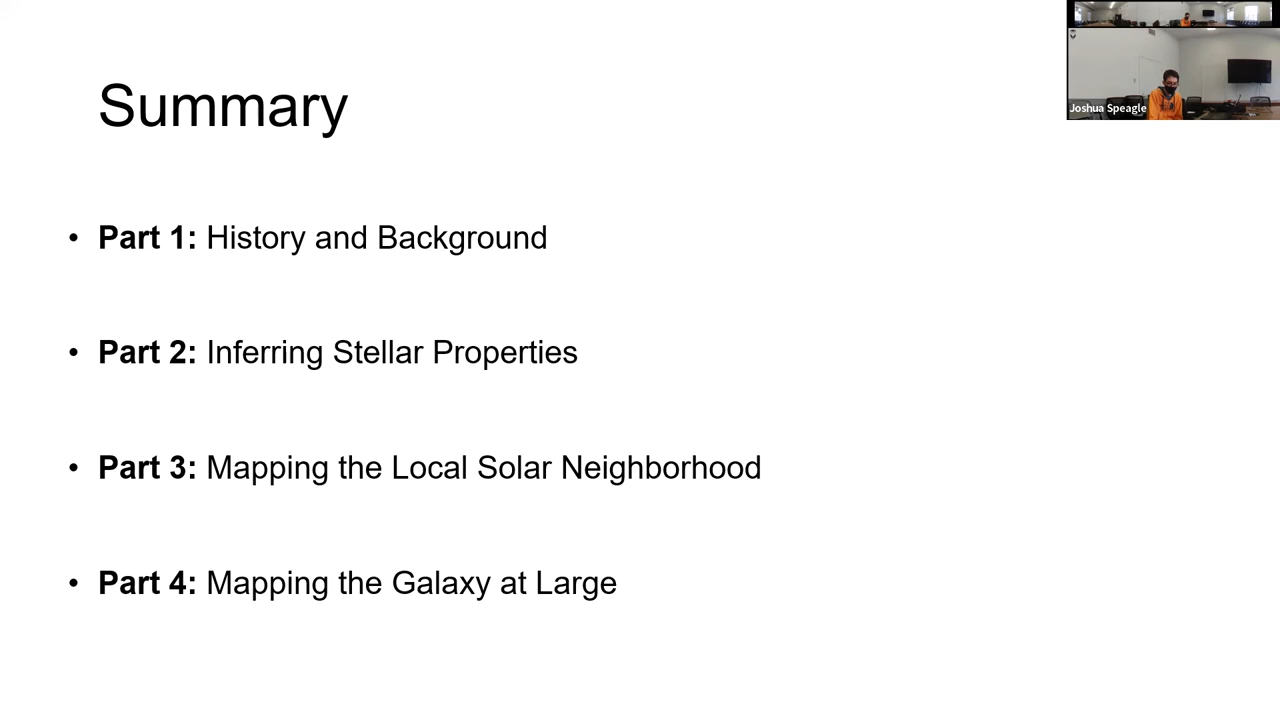 Summary
Joshua Speagle
• Part 1: History and Background
• Part 2: Inferring Stellar Properties
• Part 3: Mapping the Local Solar Neighborhood
• Part 4: Mapping the Galaxy at Large